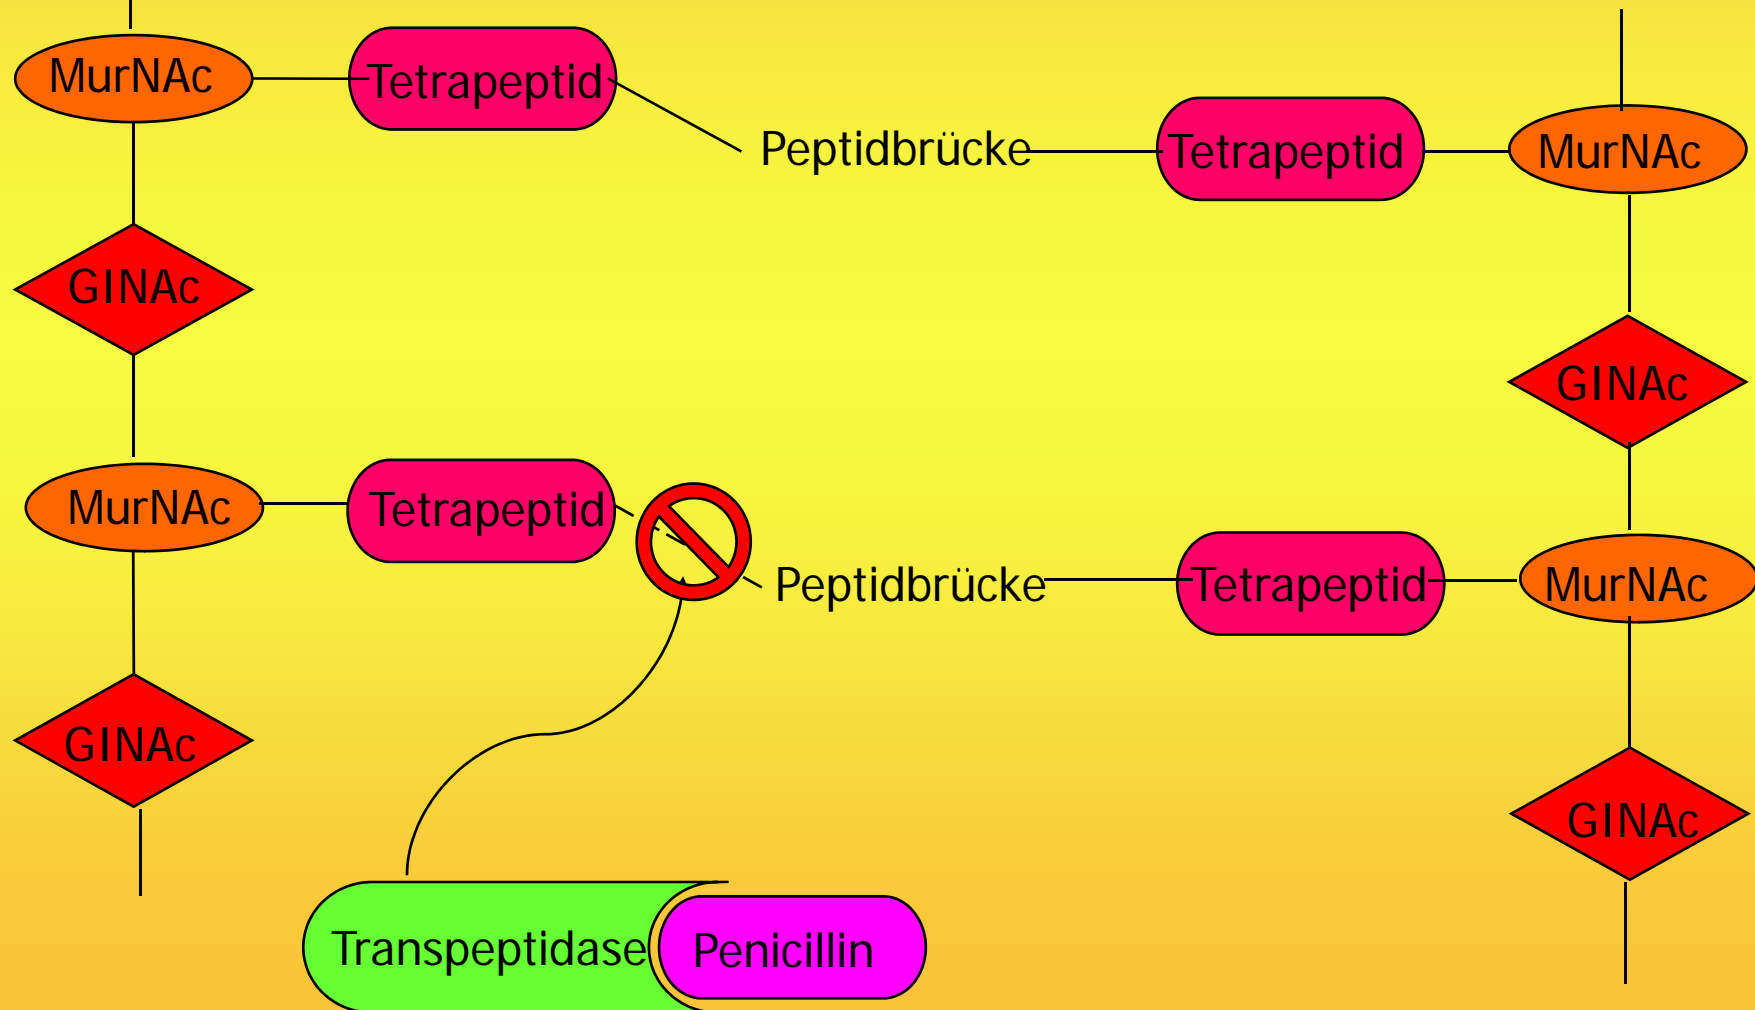 MurNAc
Tetrapeptid
Peptidbrücke
Tetrapeptid
MurNAc
GlNAc
GlNAc
MurNAc
Tetrapeptid
Peptidbrücke
Tetrapeptid
MurNAc
GlNAc
GlNAc
Transpeptidase
Penicillin